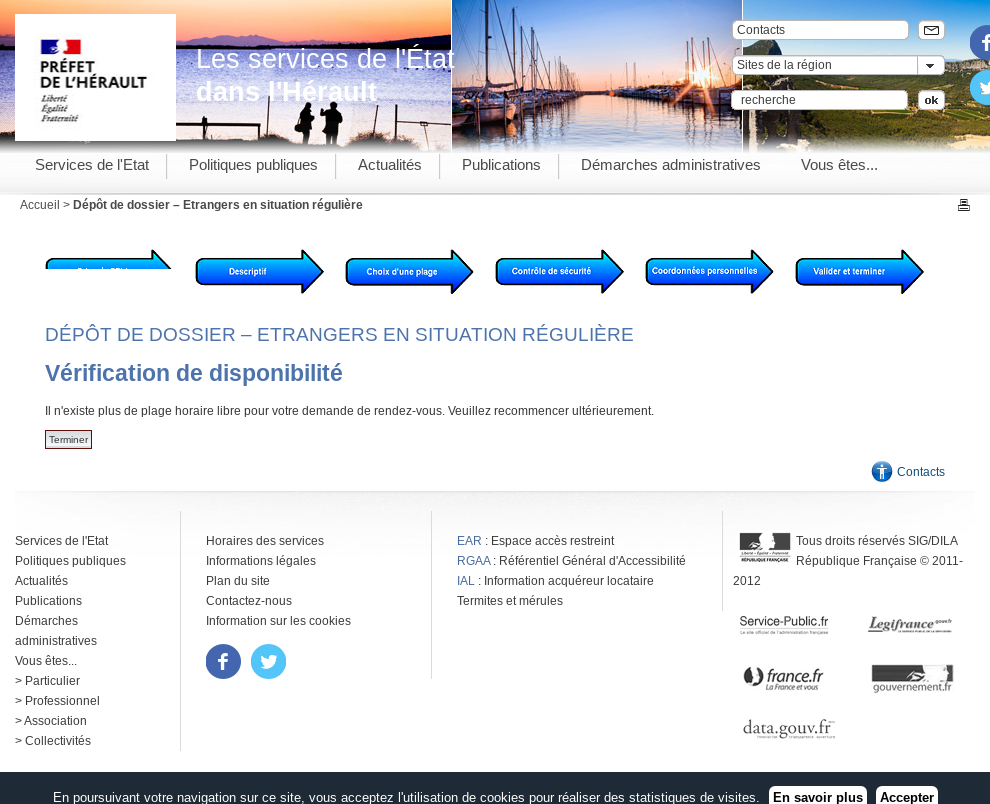 PRÉFET
DE L'HÉRAULT
Liberté
Égalité
Fraternité
Les services de l'État
dans l'Hérault
Contacts
Sites de la région
recherche
ok
Services de l'Etat
Politiques publiques
Actualités
Publications
Démarches administratives
Vous êtes...
Accueil > Dépôt de dossier – Etrangers en situation régulière
Descriptif
Choix d'une plage
Contrôle de sécurité
Coordonnées personnelles
Valider et terminer
DÉPÔT DE DOSSIER – ETRANGERS EN SITUATION RÉGULIÈRE
Vérification de disponibilité
Il n'existe plus de plage horaire libre pour votre demande de rendez-vous. Veuillez recommencer ultérieurement.
Terminer
Contacts
Services de l'Etat
Politiques publiques
Actualités
Publications
Démarches
administratives
Vous êtes...
> Particulier
> Professionnel
> Association
> Collectivités
Horaires des services
Informations légales
Plan du site
Contactez-nous
Information sur les cookies
EAR : Espace accès restreint
RGAA : Référentiel Général d'Accessibilité
IAL : Information acquéreur locataire
Termites et mérules
Liberté • Égalité • Fraternité
RÉPUBLIQUE FRANÇAISE
Tous droits réservés SIG/DILA
République Française © 2011-
2012
Service-Public.fr
Le site officiel de l'administration française
Legifrance.gouv.fr
LE SERVICE PUBLIC DE LA DIFFUSION
france.fr
La France et vous
gouvernement.fr
data.gouv.fr
innovation transparence ouverture
En poursuivant votre navigation sur ce site, vous acceptez l'utilisation de cookies pour réaliser des statistiques de visites.
En savoir plus
Accepter